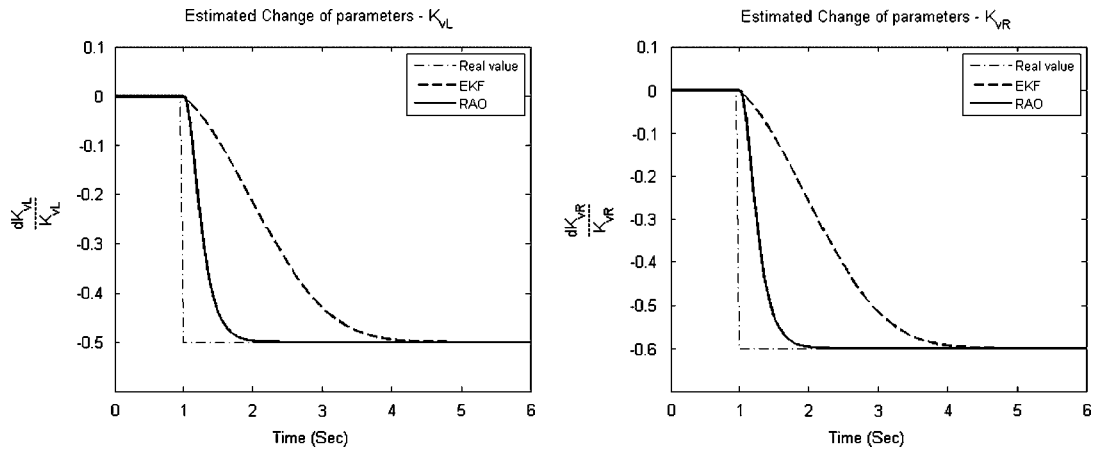 Estimated Change of parameters - K_vL
0.1
0
-0.1
-0.2
-0.3
-0.4
-0.5
dK_vL
K_vL
Real value
EKF
RAO
0 1 2 3 4 5 6
Time (Sec)
Estimated Change of parameters - K_vR
0.1
0
-0.1
-0.2
-0.3
-0.4
-0.5
-0.6
dK_vR
K_vR
Real value
EKF
RAO
0 1 2 3 4 5 6
Time (Sec)